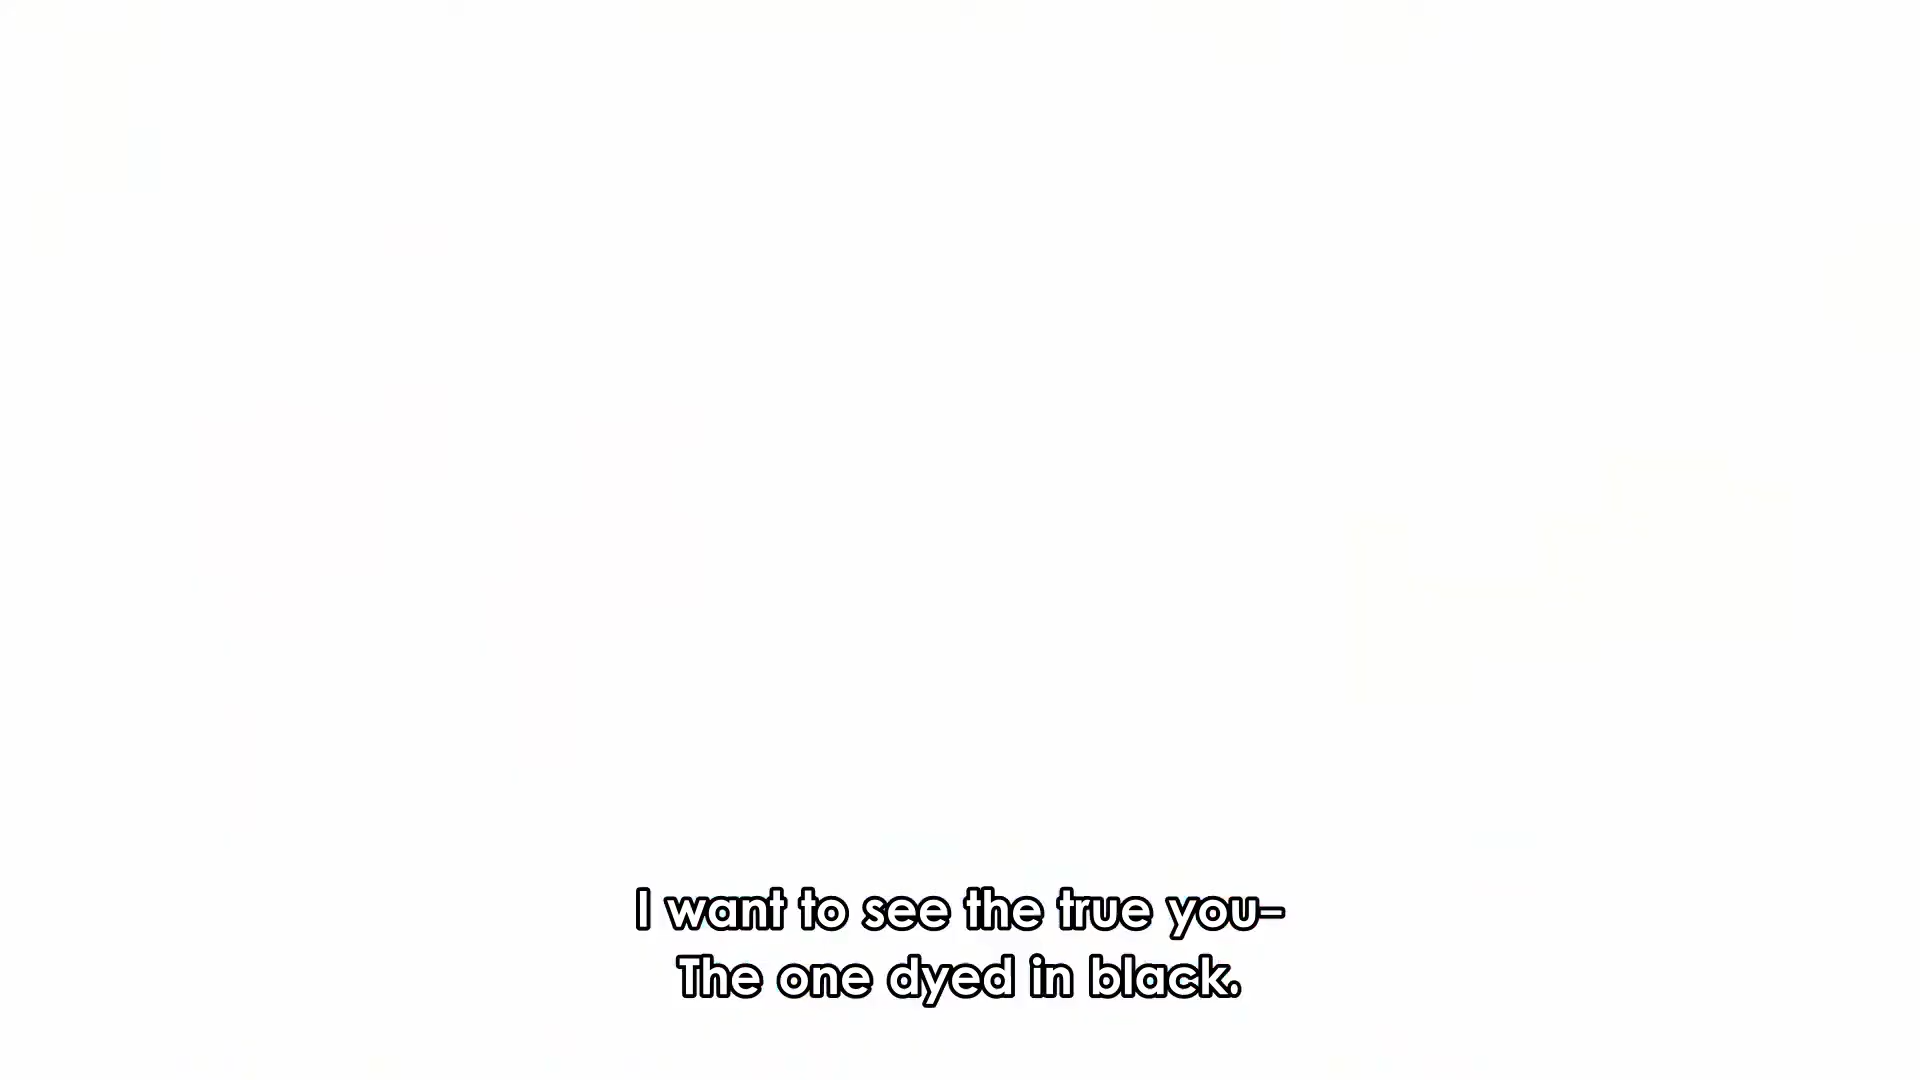 I want to see the true you-
The one dyed in black.